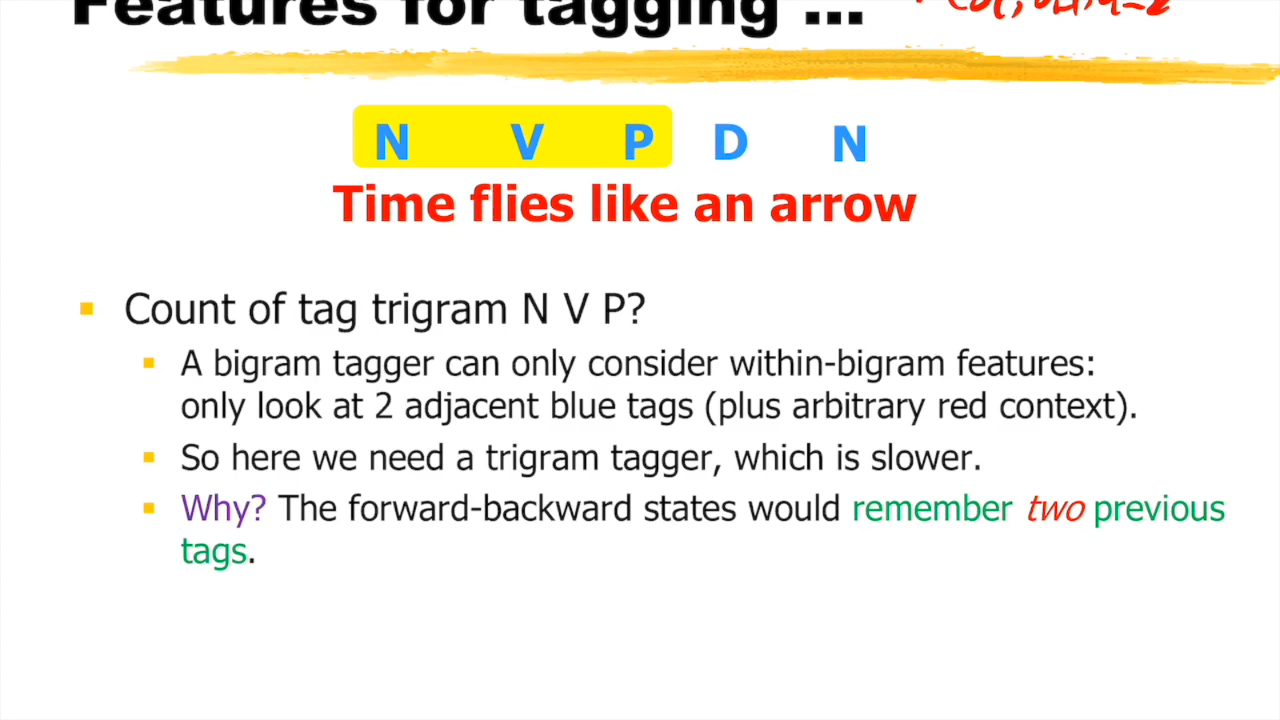 Features for tagging ...
N V P D N
Time flies like an arrow
Count of tag trigram N V P?
A bigram tagger can only consider within-bigram features:
only look at 2 adjacent blue tags (plus arbitrary red context).
So here we need a trigram tagger, which is slower.
Why? The forward-backward states would remember two previous
tags.